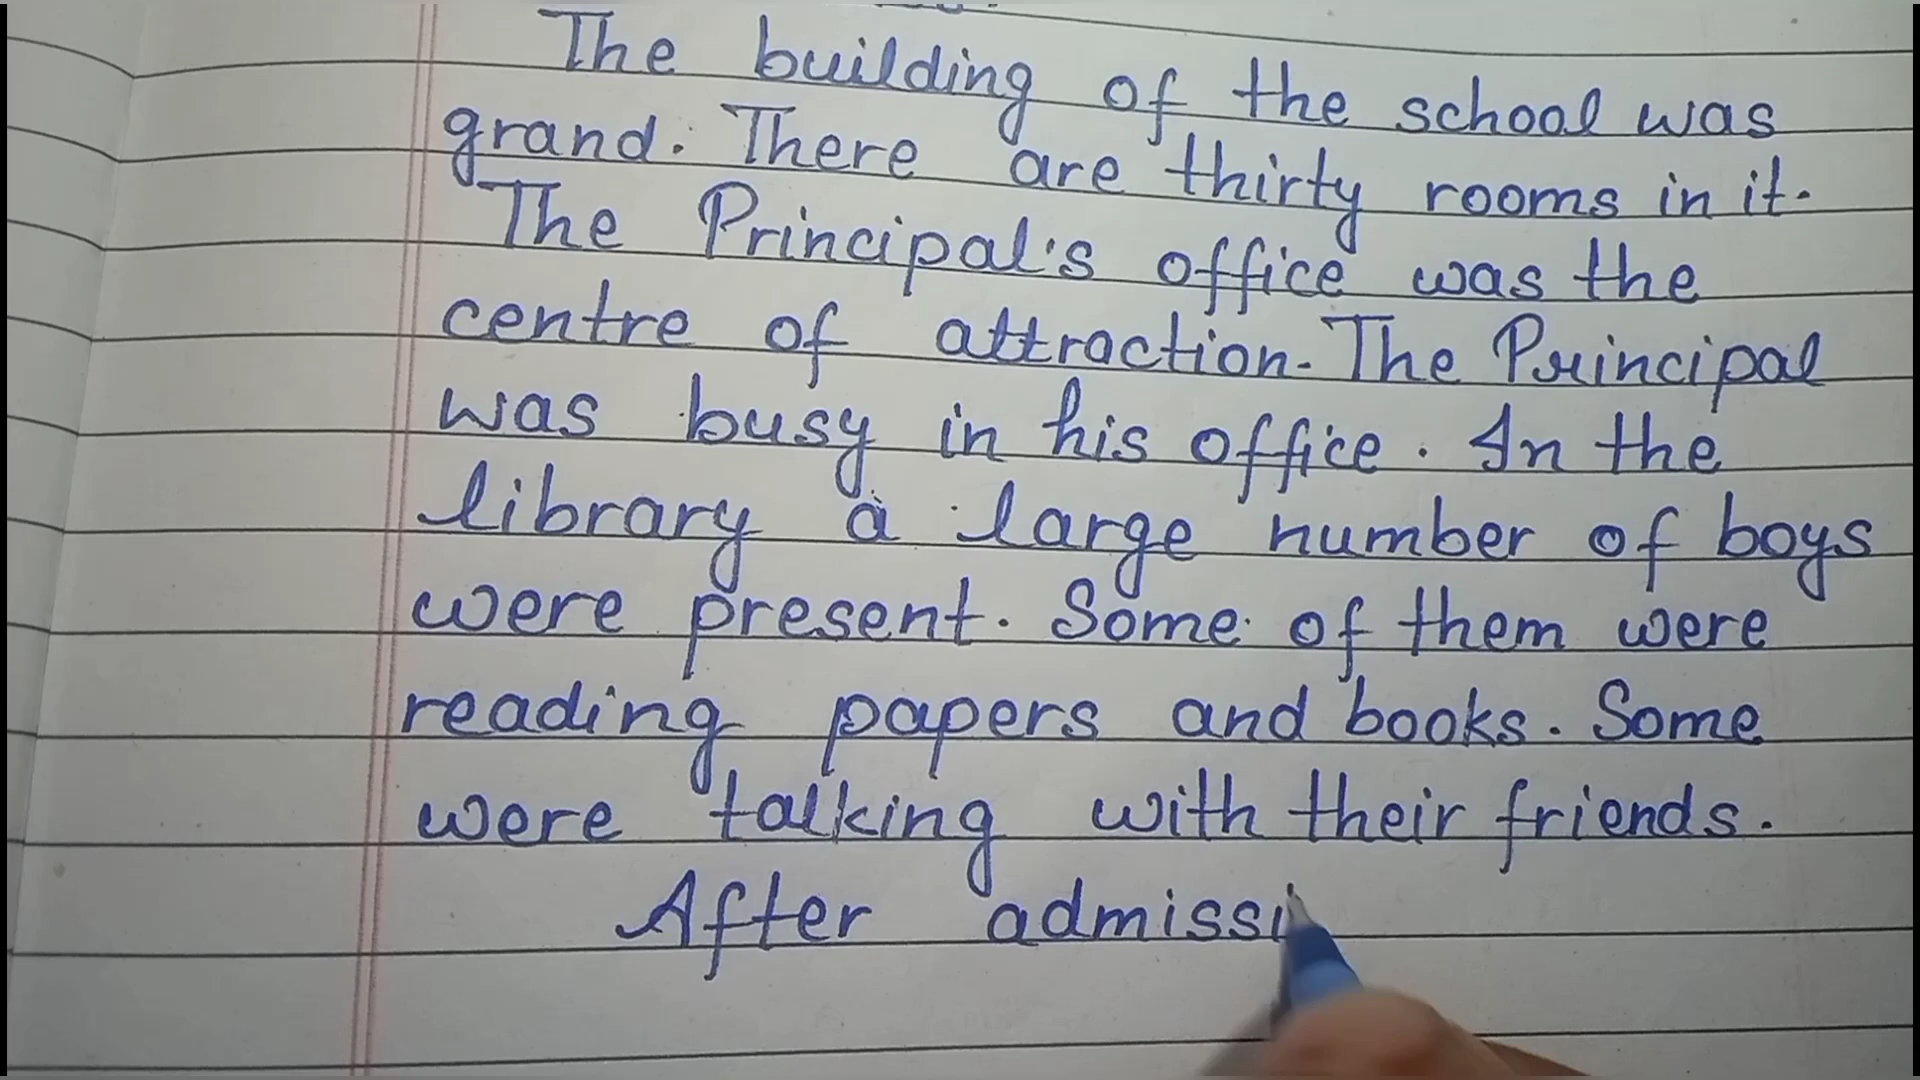 The building of the school was
grand. There are thirty rooms in it.
The Principal's office was the
centre of attraction. The Principal
was busy in his office. In the
library a large number of boys
were present. Some of them were
reading papers and books. Some
were talking with their friends.
After admissi